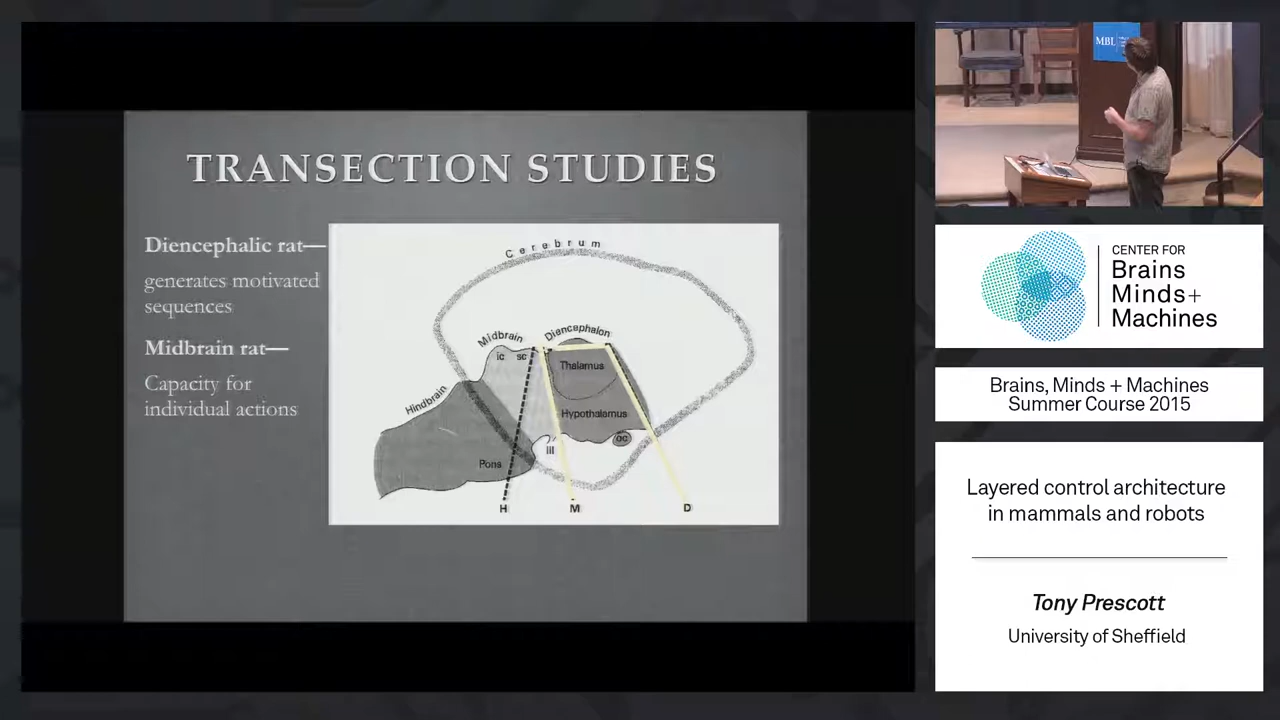 TRANSECTION STUDIES
Diencephalic rat—
generates motivated
sequences
Midbrain rat—
Capacity for
individual actions
Cerebrum
Midbrain
Diencephalon
ic
sc
Thalamus
Hindbrain
Hypothalamus
oc
III
Pons
H
M
D
MBL
CENTER FOR
Brains
Minds+
Machines
Brains, Minds + Machines
Summer Course 2015
Layered control architecture
in mammals and robots
Tony Prescott
University of Sheffield